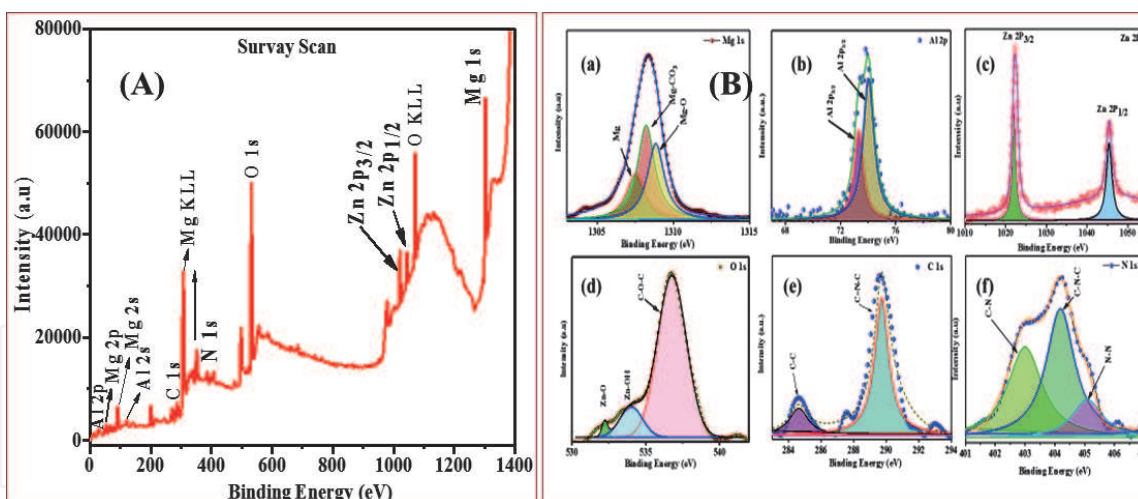 (A)
Survay Scan
Intensity (a.u)
80000
60000
40000
20000
0
Al 2p
Mg 2p
Mg 2s
Al 2s
C 1s
Mg KLL
N 1s
O 1s
Zn 2p3/2
Zn 2p1/2
O KLL
Mg 1s
0 200 400 600 800 1000 1200 1400
Binding Energy (eV)
(B)
(a)
Mg 1s
Mg
Mg-CO3
Mg-O
Intensity (a.u)
1305 1310 1315
Binding Energy (eV)
(b)
Al 2p
Al 2p3/2
Al 2p1/2
Intensity (a.u)
68 72 76 80
Binding Energy (eV)
(c)
Zn 2P
Zn 2P3/2
Zn 2P1/2
Intensity (a.u)
1010 1020 1030 1040 1050
Binding Energy (eV)
(d)
O 1s
Zn-O
Zn-OH
C-O-C
Intensity (a.u)
530 535 540
Binding Energy (eV)
(e)
C 1s
C-C
C-N-C
Intensity (a.u)
284 286 288 290 292 294
Binding Energy (eV)
(f)
N 1s
C-N
C-N-C
N-N
Intensity (a.u)
401 402 403 404 405 406
Binding Energy (eV)